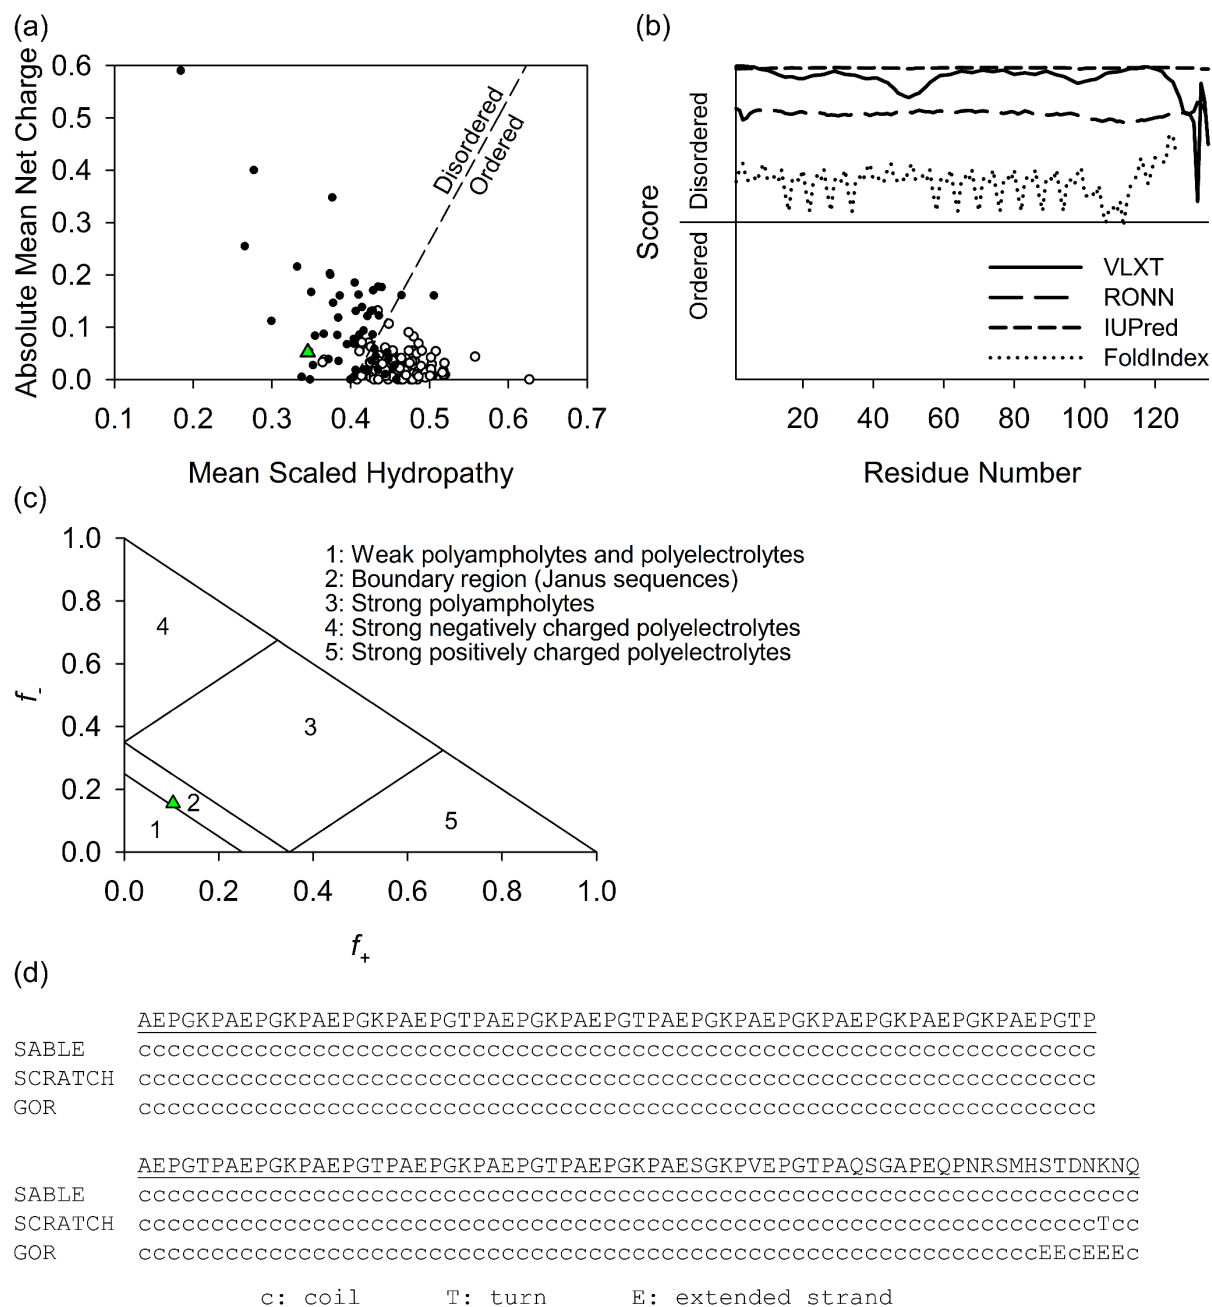 (a)
Absolute Mean Net Charge
0.6
0.5
0.4
0.3
0.2
0.1
0.0
Disordered
Ordered
0.1 0.2 0.3 0.4 0.5 0.6 0.7
Mean Scaled Hydropathy
(b)
Score
Disordered
Ordered
VLXT
RONN
IUPred
FoldIndex
20 40 60 80 100 120
Residue Number
(c)
1.0
0.8
0.6
0.4
0.2
0.0
f-
1: Weak polyampholytes and polyelectrolytes
2: Boundary region (Janus sequences)
3: Strong polyampholytes
4: Strong negatively charged polyelectrolytes
5: Strong positively charged polyelectrolytes
4
3
2
1
5
0.0 0.2 0.4 0.6 0.8 1.0
f+
(d)
AEPGKPAEPGKPAEPGKPAEPGTPAEPGKPAEPGTPAEPGKPAEPGKPAEPGKPAEPGKPAEPGTP
SABLE cccccccccccccccccccccccccccccccccccccccccccccccccccccccccccccccccc
SCRATCH cccccccccccccccccccccccccccccccccccccccccccccccccccccccccccccccccc
GOR cccccccccccccccccccccccccccccccccccccccccccccccccccccccccccccccccc
AEPGTPAEPGKPAEPGTPAEPGKPAEPGTPAEPGKPAESGKPVEPGTPAQSGAPEQPNRSMHSTDNKNQ
SABLE ccccccccccccccccccccccccccccccccccccccccccccccccccccccccccccccccccccc
SCRATCH ccccccccccccccccccccccccccccccccccccccccccccccccccccccccccccccccccTcc
GOR ccccccccccccccccccccccccccccccccccccccccccccccccccccccccccccccEEcEEEc
c: coil T: turn E: extended strand